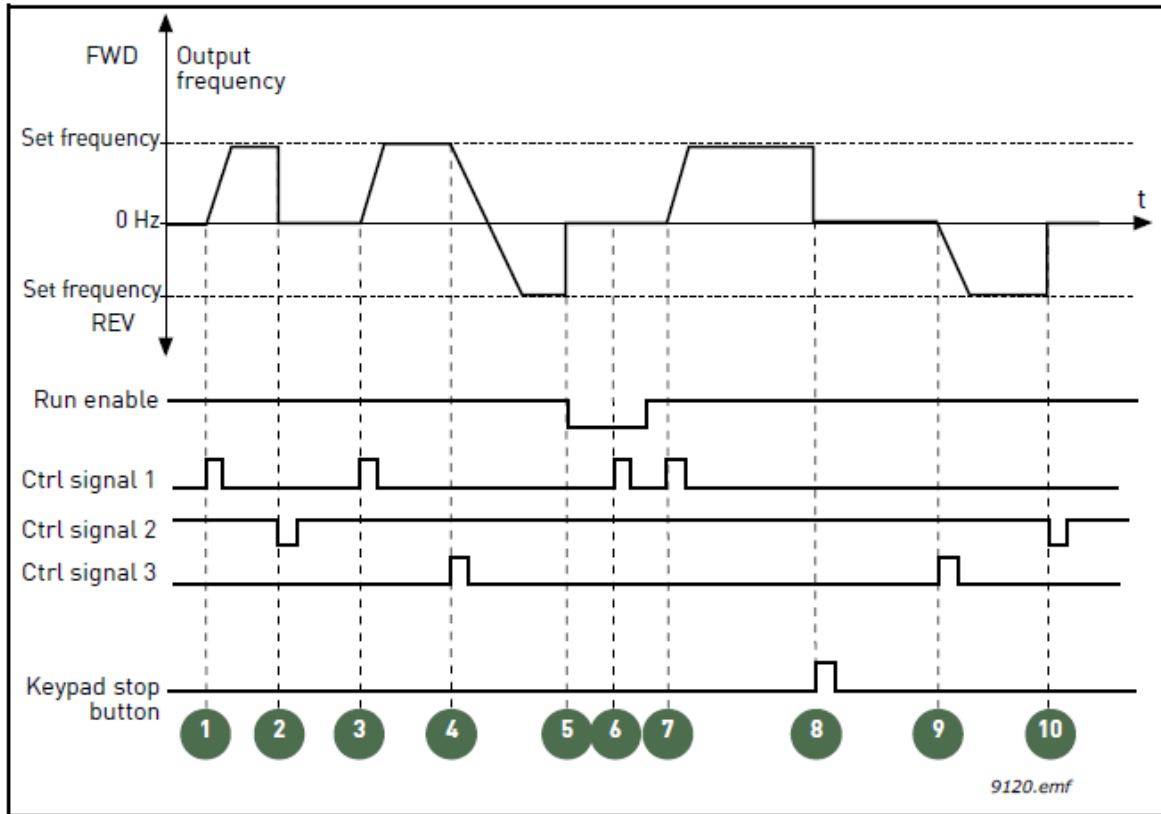 FWD
Output
frequency
Set frequency
t
0 Hz
Set frequency
REV
Run enable
Ctrl signal 1
Ctrl signal 2
Ctrl signal 3
Keypad stop
button
1 2 3 4 5 6 7 8 9 10
9120.emf